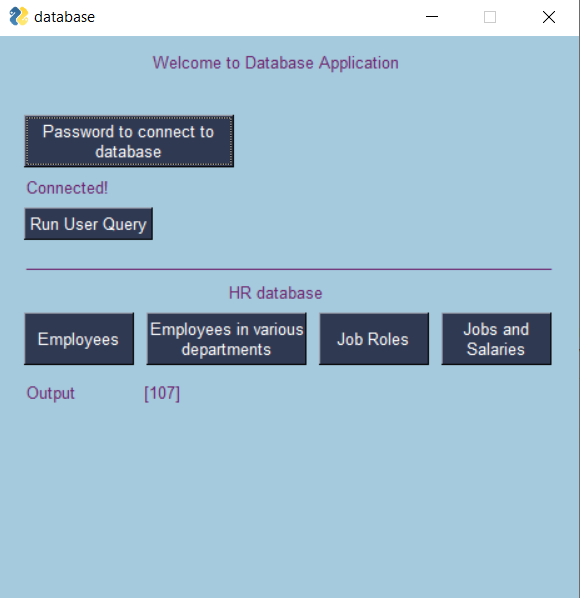 database
Welcome to Database Application
Password to connect to
database
Connected!
Run User Query
HR database
Employees
Employees in various
departments
Job Roles
Jobs and
Salaries
Output [107]